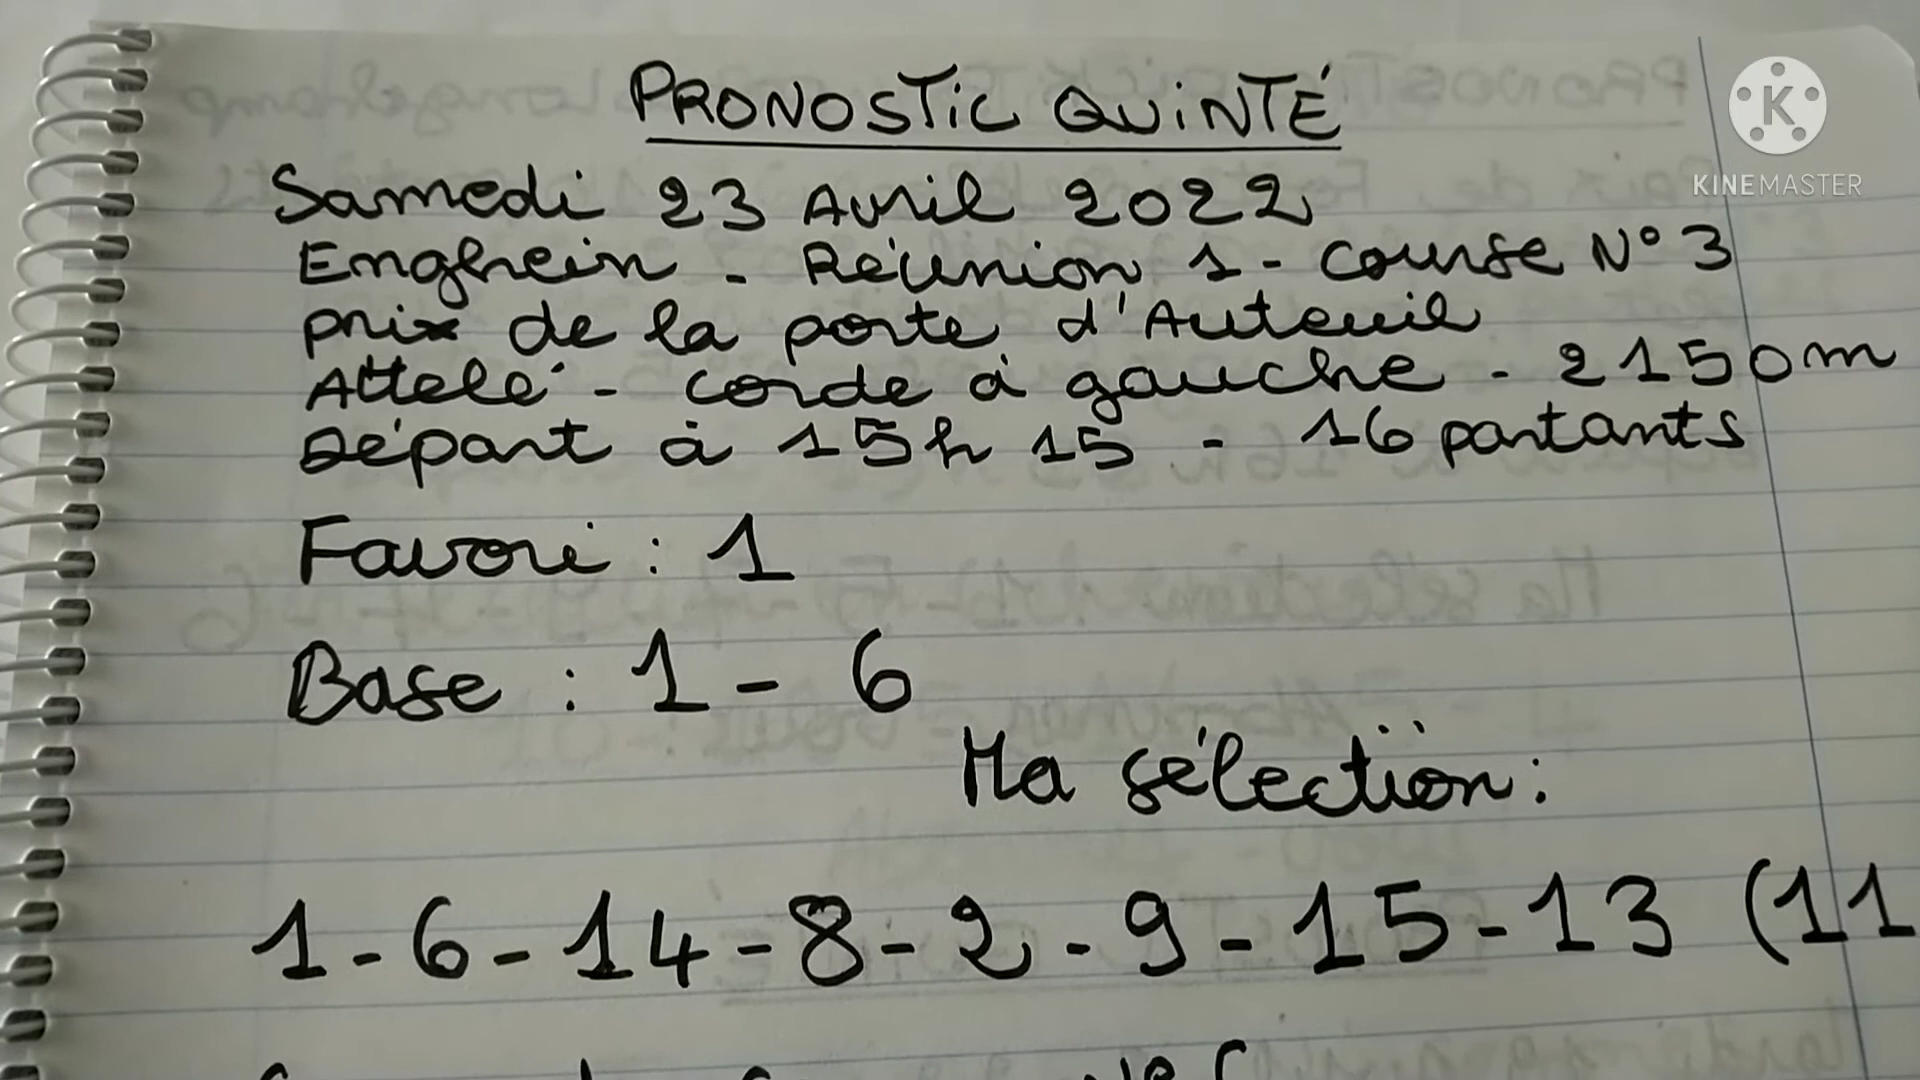 PRONOSTIC QUINTÉ
Samedi 23 Avril 2022
Enghein - Réunion 1 - course N° 3
prix de la porte d'Auteuil
Attelé - corde à gauche - 2150m
Départ à 15h15 - 16 partants
Favori : 1
Base : 1 - 6
Ma sélection :
1 - 6 - 14 - 8 - 2 - 9 - 15 - 13 (11
K
KINEMASTER